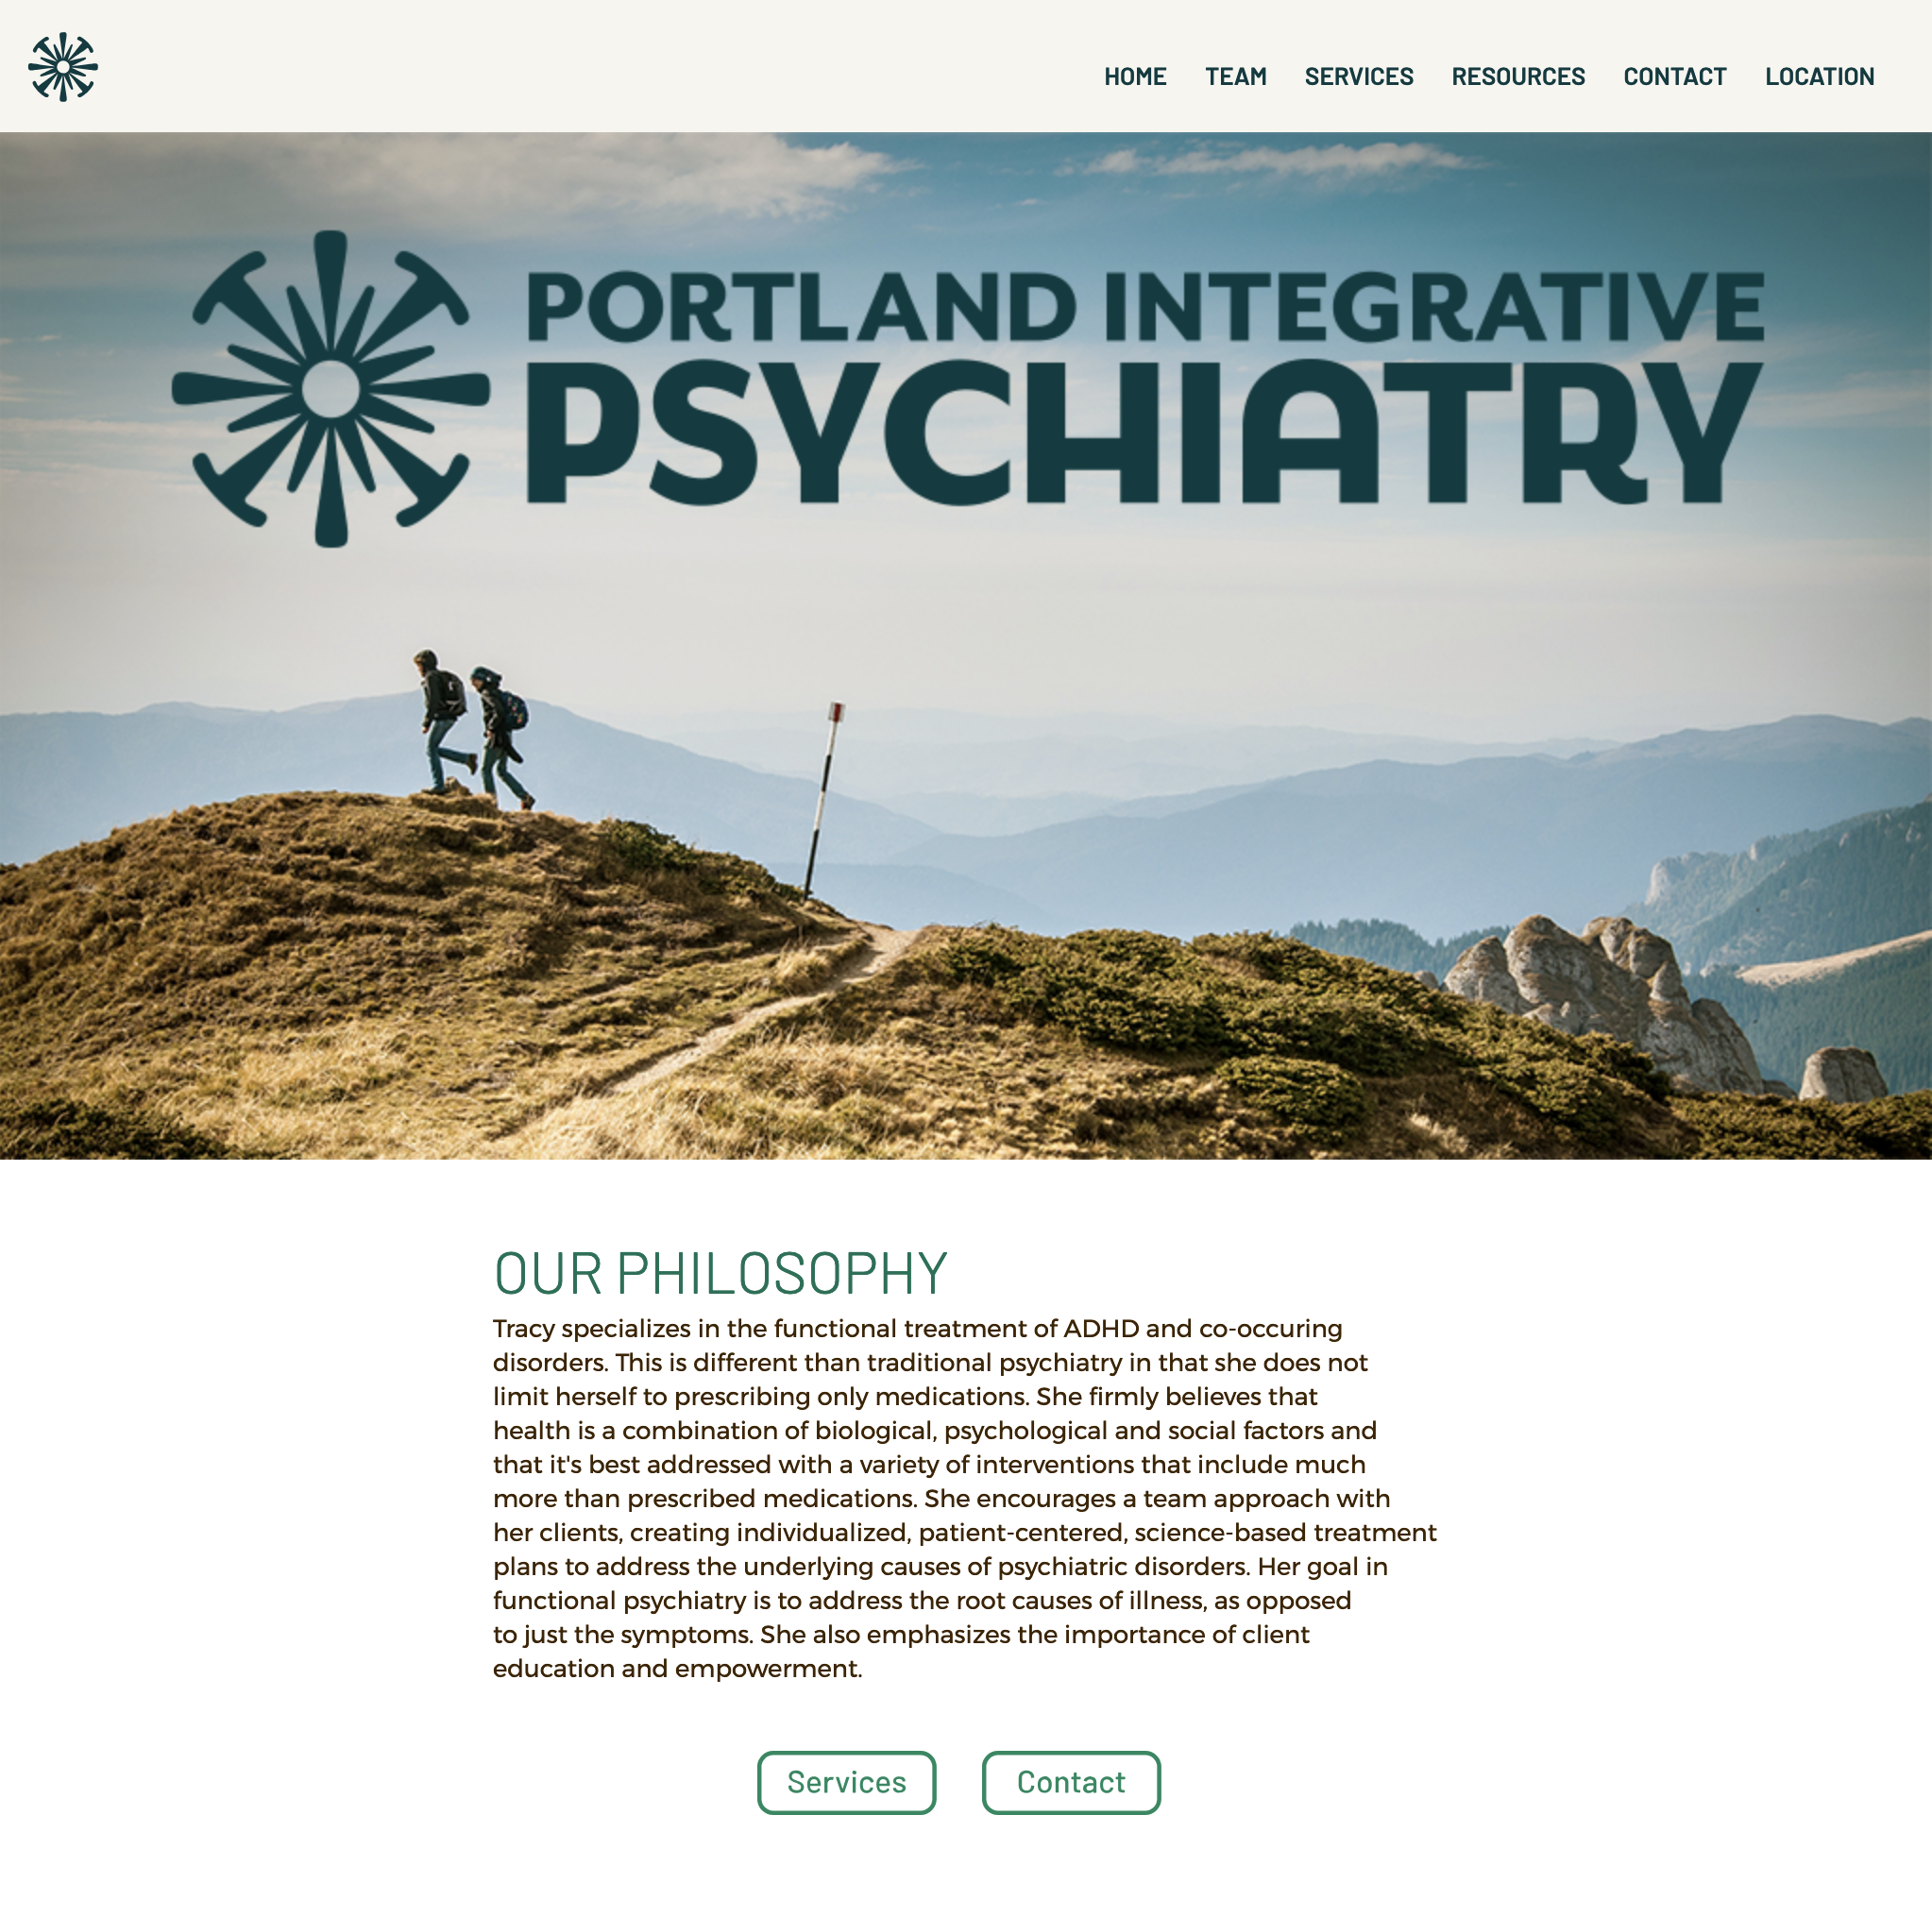 HOME TEAM SERVICES RESOURCES CONTACT LOCATION
PORTLAND INTEGRATIVE
PSYCHIATRY
OUR PHILOSOPHY
Tracy specializes in the functional treatment of ADHD and co-occuring
disorders. This is different than traditional psychiatry in that she does not
limit herself to prescribing only medications. She firmly believes that
health is a combination of biological, psychological and social factors and
that it's best addressed with a variety of interventions that include much
more than prescribed medications. She encourages a team approach with
her clients, creating individualized, patient-centered, science-based treatment
plans to address the underlying causes of psychiatric disorders. Her goal in
functional psychiatry is to address the root causes of illness, as opposed
to just the symptoms. She also emphasizes the importance of client
education and empowerment.
Services Contact